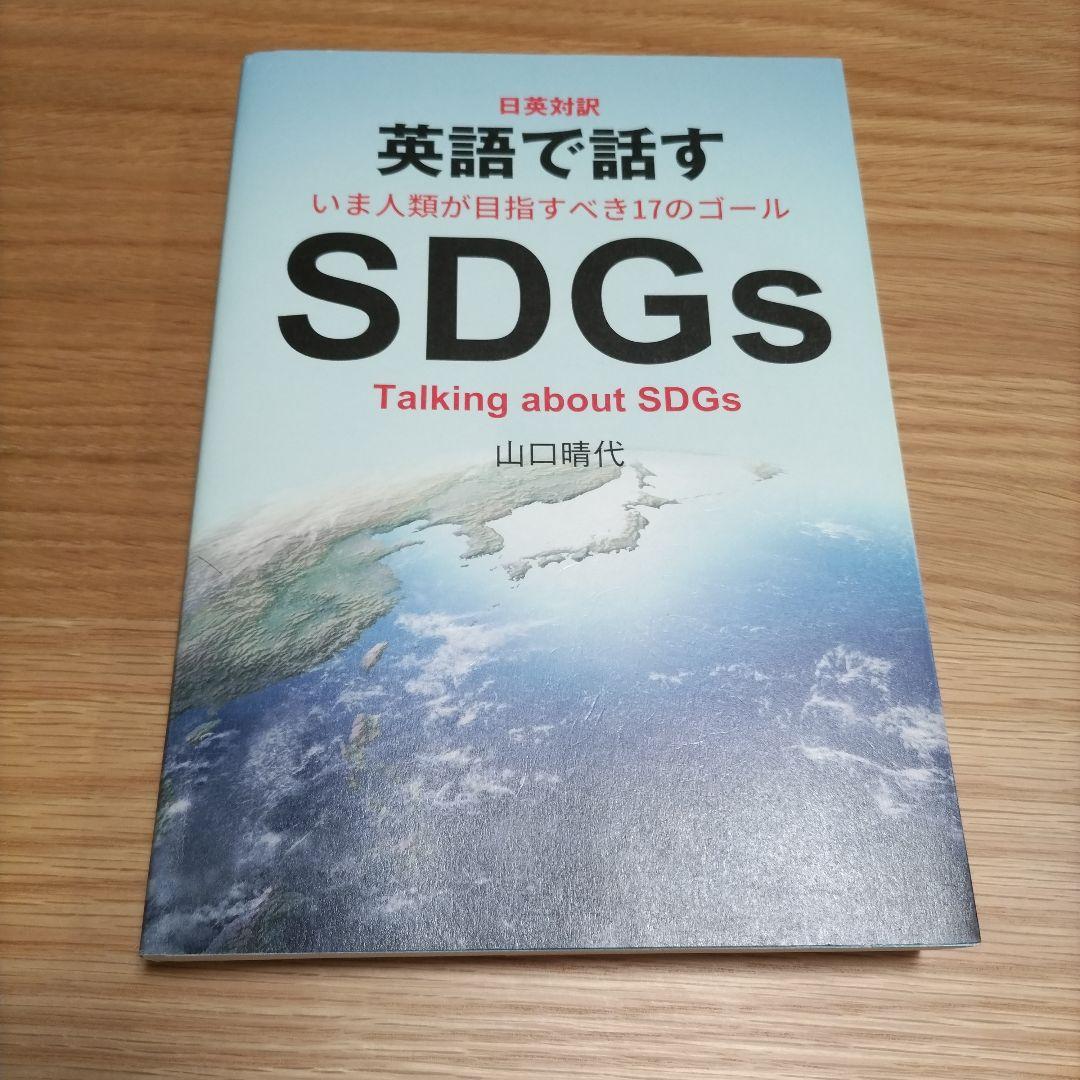 日英対訳
英語で話す
いま人類が目指すべき17のゴール
SDGs
Talking about SDGs
山口晴代